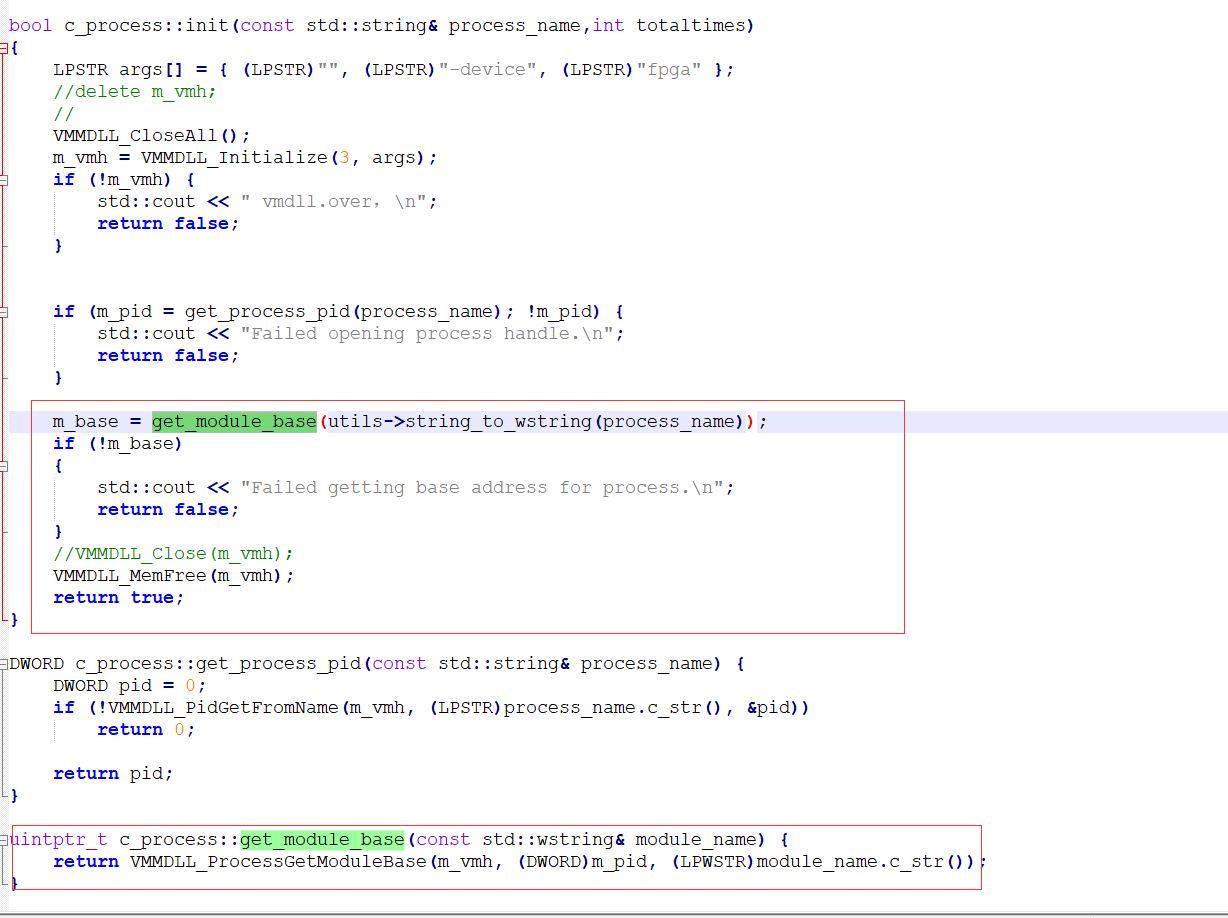 bool c_process::init(const std::string& process_name,int totaltimes)
{
LPSTR args[] = { (LPSTR)"", (LPSTR)"-device", (LPSTR)"fpga" };
//delete m_vmh;
//
VMMDLL_CloseAll();
m_vmh = VMMDLL_Initialize(3, args);
if (!m_vmh) {
std::cout << " vmdll.over， \n";
return false;
}
if (m_pid = get_process_pid(process_name); !m_pid) {
std::cout << "Failed opening process handle.\n";
return false;
}
m_base = get_module_base(utils->string_to_wstring(process_name));
if (!m_base)
{
std::cout << "Failed getting base address for process.\n";
return false;
}
//VMMDLL_Close(m_vmh);
VMMDLL_MemFree(m_vmh);
return true;
}
DWORD c_process::get_process_pid(const std::string& process_name) {
DWORD pid = 0;
if (!VMMDLL_PidGetFromName(m_vmh, (LPSTR)process_name.c_str(), &pid))
return 0;
return pid;
}
uintptr_t c_process::get_module_base(const std::wstring& module_name) {
return VMMDLL_ProcessGetModuleBase(m_vmh, (DWORD)m_pid, (LPWSTR)module_name.c_str());
}